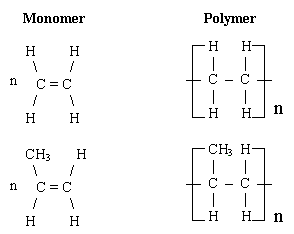 Monomer Polymer
H H H H
n C = C C – C
H H H H n
CH3 H CH3 H
n C = C C – C
H H H H n